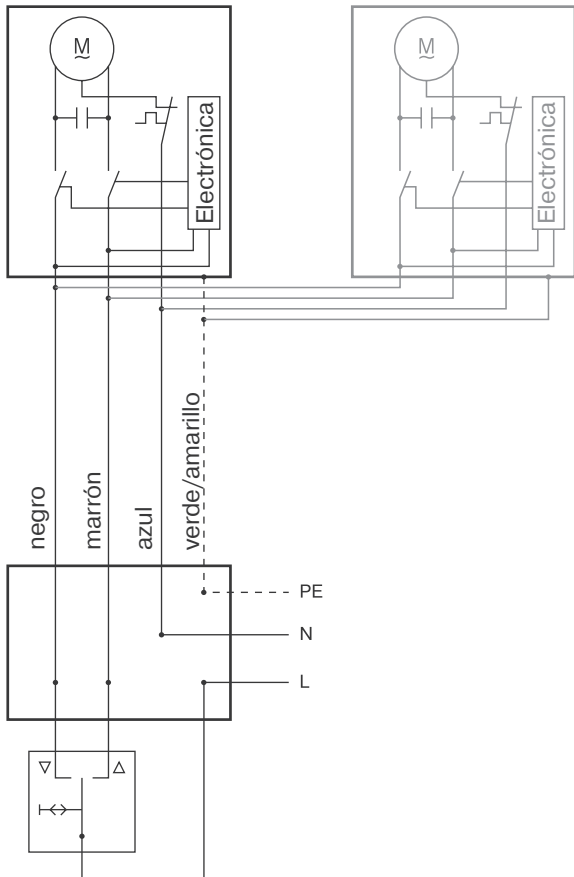 M
~
M
~
Electrónica
Electrónica
negro
marrón
azul
verde/amarillo
PE
N
L